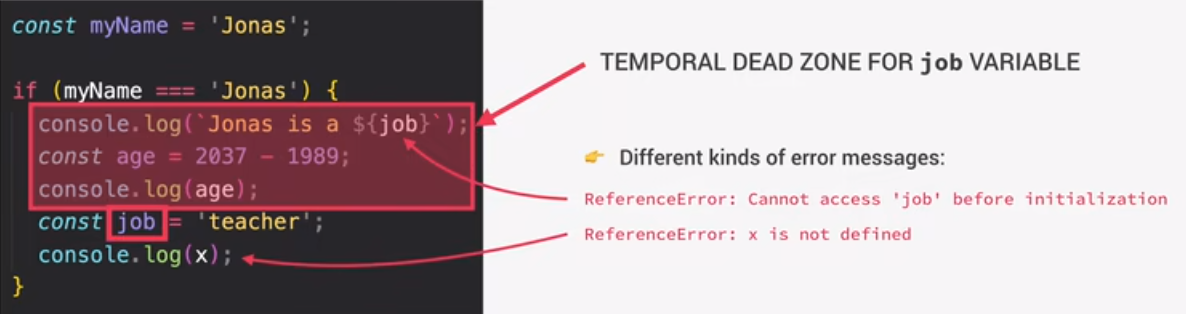 const myName = 'Jonas';
if (myName === 'Jonas') {
console.log(`Jonas is a ${job}`);
const age = 2037 - 1989;
console.log(age);
const job = 'teacher';
console.log(x);
}
TEMPORAL DEAD ZONE FOR job VARIABLE
👉 Different kinds of error messages:
ReferenceError: Cannot access 'job' before initialization
ReferenceError: x is not defined